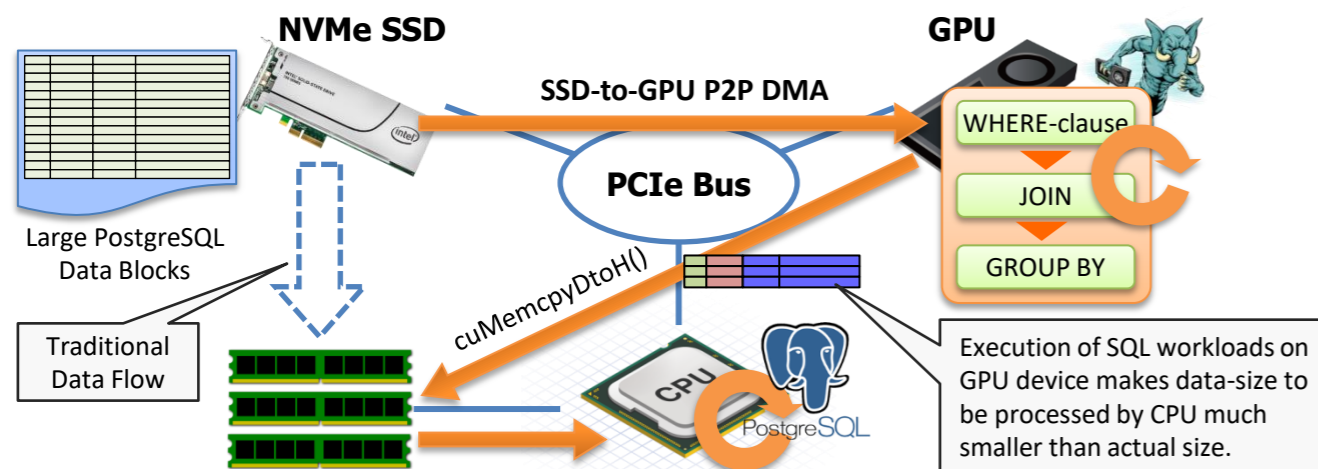 NVMe SSD
GPU
SSD-to-GPU P2P DMA
intel
WHERE-clause
JOIN
GROUP BY
PCIe Bus
Large PostgreSQL
Data Blocks
cuMemcpyDtoH()
Traditional
Data Flow
CPU
PostgreSQL
Execution of SQL workloads on
GPU device makes data-size to
be processed by CPU much
smaller than actual size.